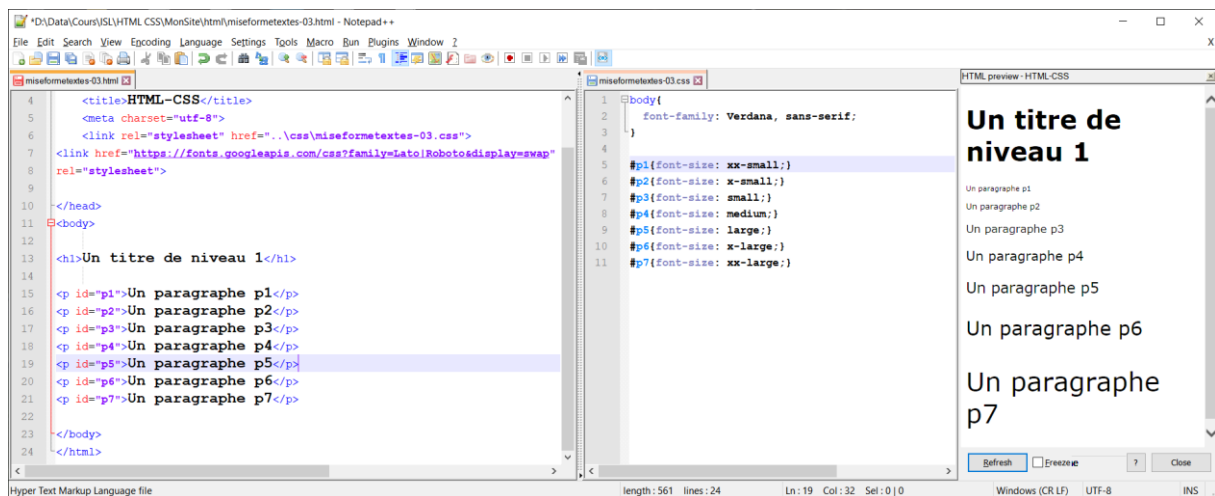 *D:\Data\Cours\ISL\HTML CSS\MonSite\html\miseformetextes-03.html - Notepad++
File Edit Search View Encoding Language Settings Tools Macro Run Plugins Window ?
X
miseformetextes-03.html
4 <title>HTML-CSS</title>
5 <meta charset="utf-8">
6 <link rel="stylesheet" href="..\css\miseformetextes-03.css">
7 <link href="https://fonts.googleapis.com/css?family=Lato|Roboto&display=swap"
8 rel="stylesheet">
9
10 </head>
11 <body>
12
13 <h1>Un titre de niveau 1</h1>
14
15 <p id="p1">Un paragraphe p1</p>
16 <p id="p2">Un paragraphe p2</p>
17 <p id="p3">Un paragraphe p3</p>
18 <p id="p4">Un paragraphe p4</p>
19 <p id="p5">Un paragraphe p5</p>
20 <p id="p6">Un paragraphe p6</p>
21 <p id="p7">Un paragraphe p7</p>
22
23 </body>
24 </html>
miseformetextes-03.css
1 body{
2 font-family: Verdana, sans-serif;
3 }
4
5 #p1{font-size: xx-small;}
6 #p2{font-size: x-small;}
7 #p3{font-size: small;}
8 #p4{font-size: medium;}
9 #p5{font-size: large;}
10 #p6{font-size: x-large;}
11 #p7{font-size: xx-large;}
HTML preview - HTML-CSS
Un titre de
niveau 1
Un paragraphe p1
Un paragraphe p2
Un paragraphe p3
Un paragraphe p4
Un paragraphe p5
Un paragraphe p6
Un paragraphe
p7
Refresh Freeze ? Close
Hyper Text Markup Language file length : 561 lines : 24 Ln : 19 Col : 32 Sel : 0 | 0 Windows (CR LF) UTF-8 INS